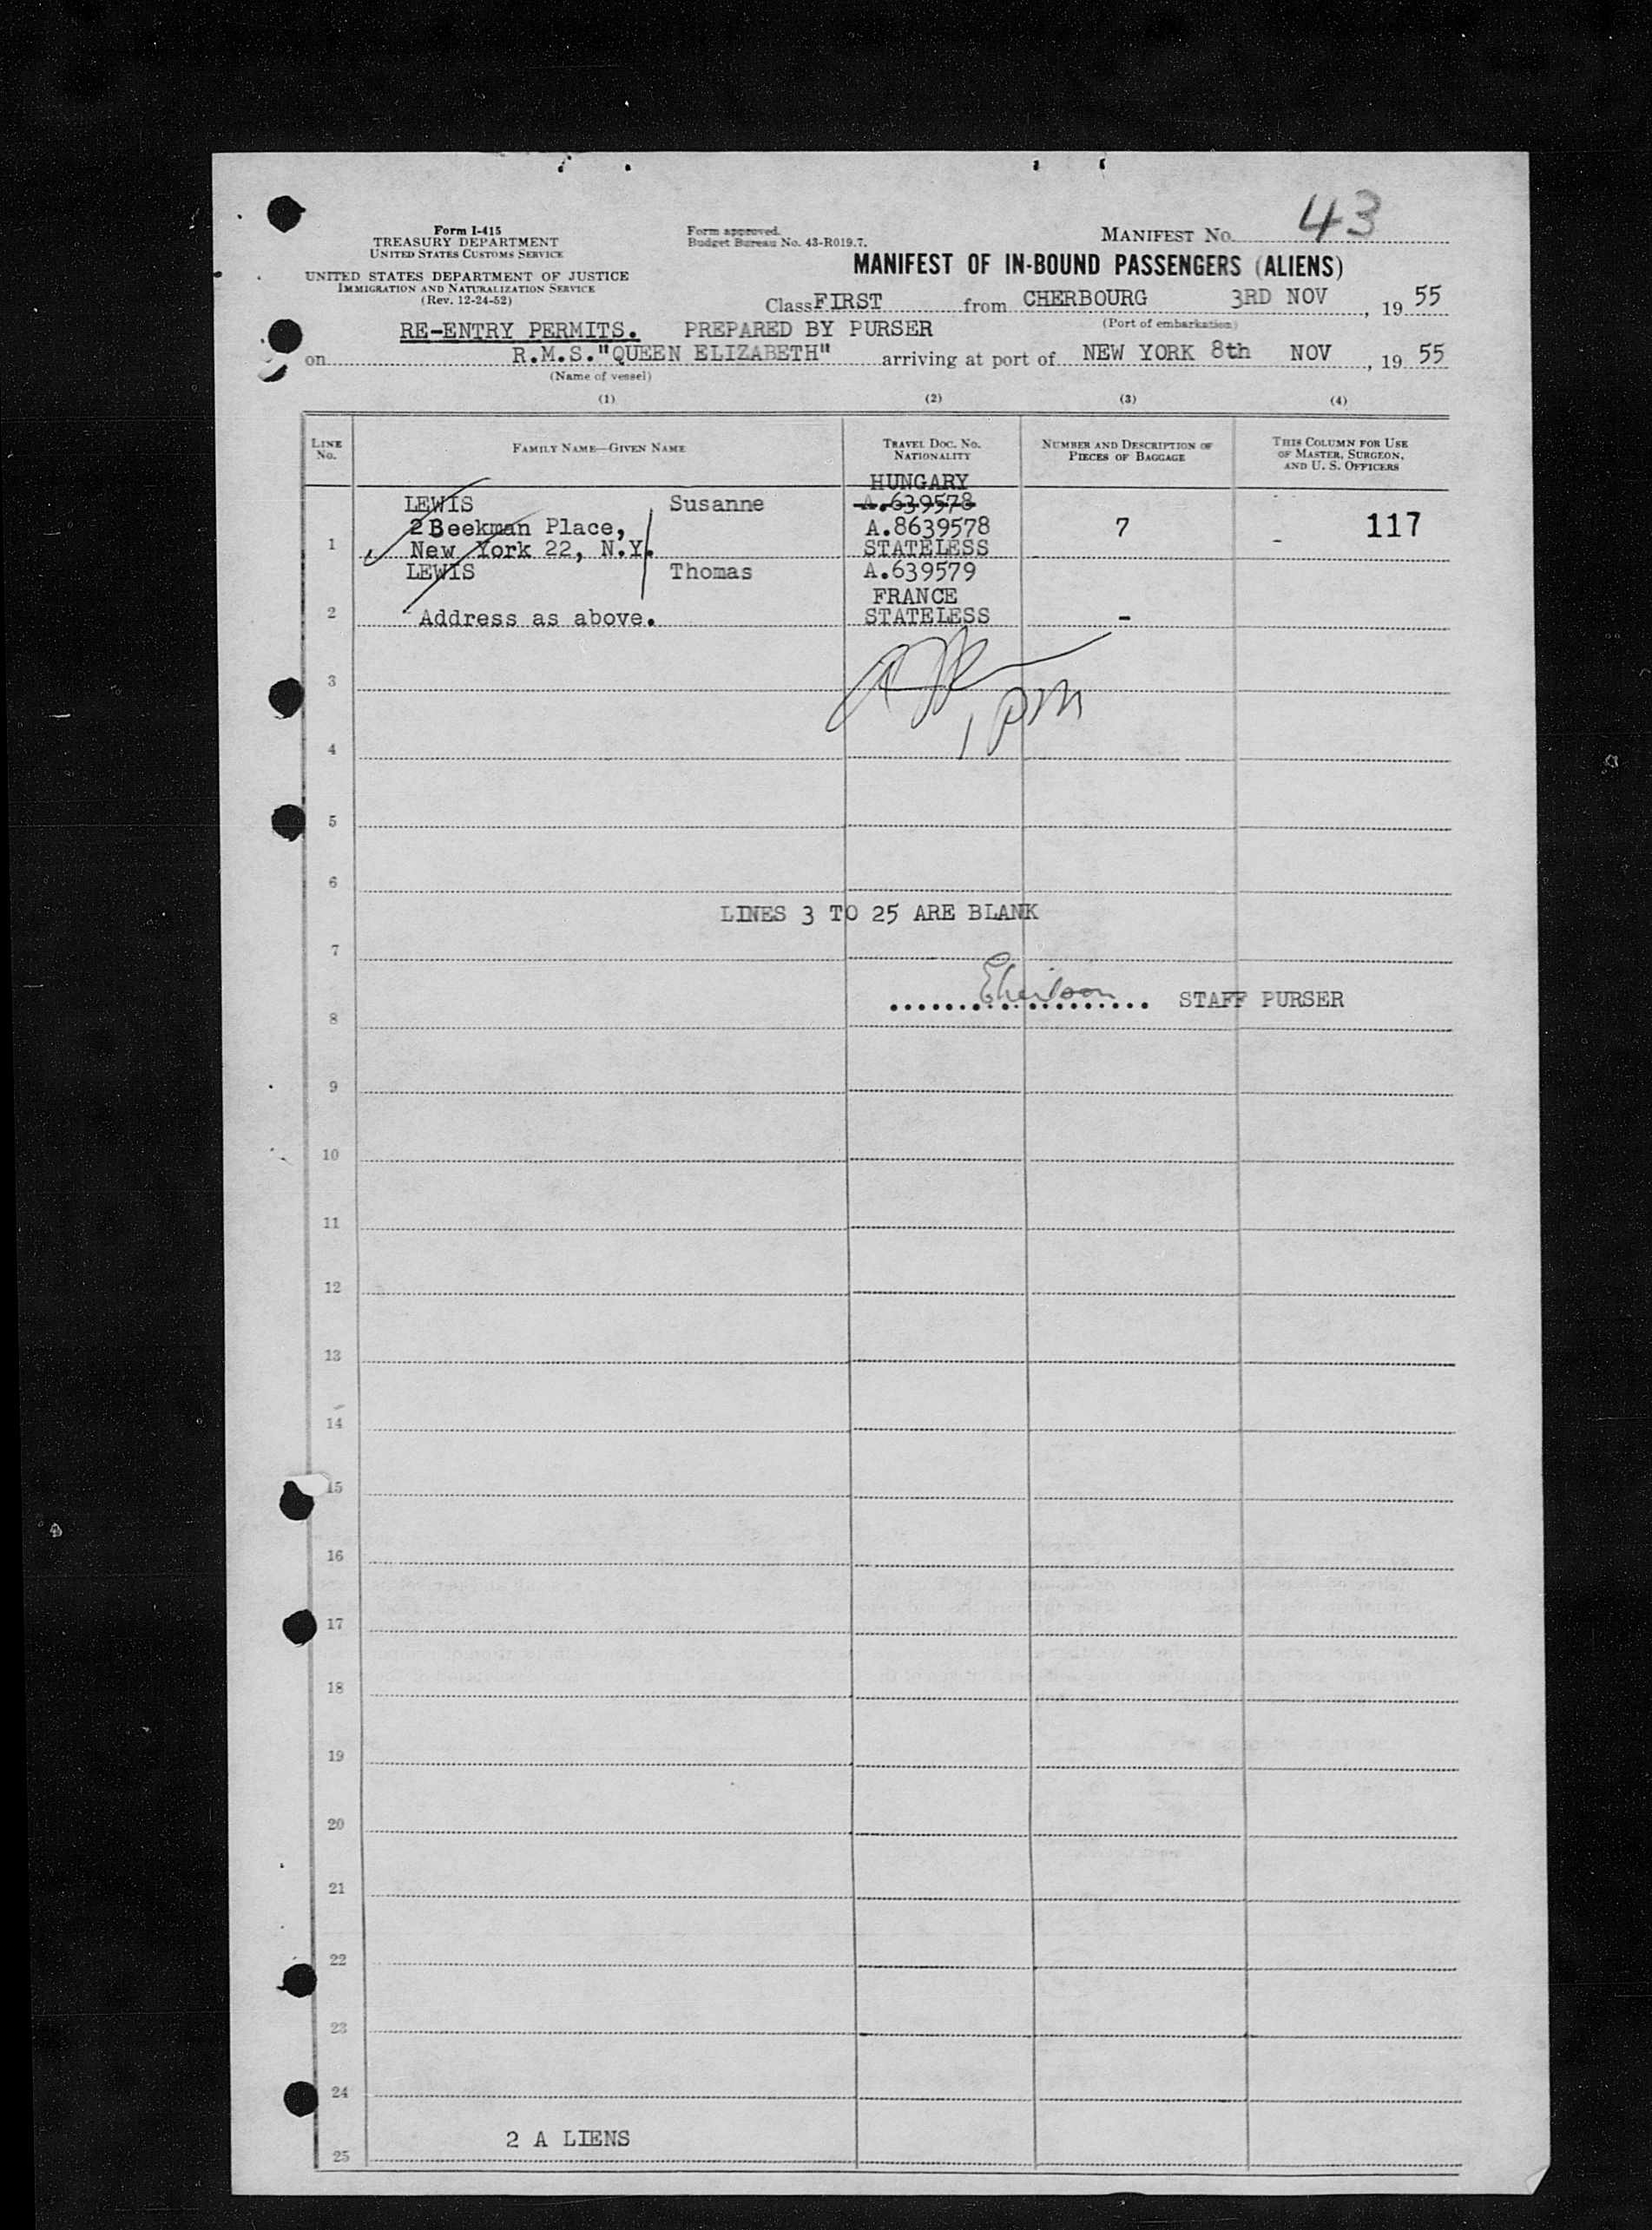 43
Form I-415
TREASURY DEPARTMENT
UNITED STATES CUSTOMS SERVICE
UNITED STATES DEPARTMENT OF JUSTICE
IMMIGRATION AND NATURALIZATION SERVICE
(Rev. 12-24-52)
Form approved.
Budget Bureau No. 43-R019.7.
MANIFEST No.
MANIFEST OF IN-BOUND PASSENGERS (ALIENS)
Class FIRST from CHERBOURG 3RD NOV, 19 55
(Port of embarkation)
RE-ENTRY PERMITS. PREPARED BY PURSER
on R.M.S."QUEEN ELIZABETH" arriving at port of NEW YORK 8th NOV, 19 55
(Name of vessel)
(1) (2) (3) (4)
LINE No. FAMILY NAME—GIVEN NAME TRAVEL DOC. NO. NATIONALITY NUMBER AND DESCRIPTION OF PIECES OF BAGGAGE THIS COLUMN FOR USE OF MASTER, SURGEON, AND U. S. OFFICERS
HUNGARY
LEWIS Susanne A.639578
2 Beekman Place, A.8639578 7 117
1 New York 22, N.Y. STATELESS
LEWIS Thomas A.639579
FRANCE
2 Address as above. STATELESS -
3
1 PM
4
5
6
LINES 3 TO 25 ARE BLANK
7
STAFF PURSER
8
9
10
11
12
13
14
15
16
17
18
19
20
21
22
23
24
2 A LIENS
25